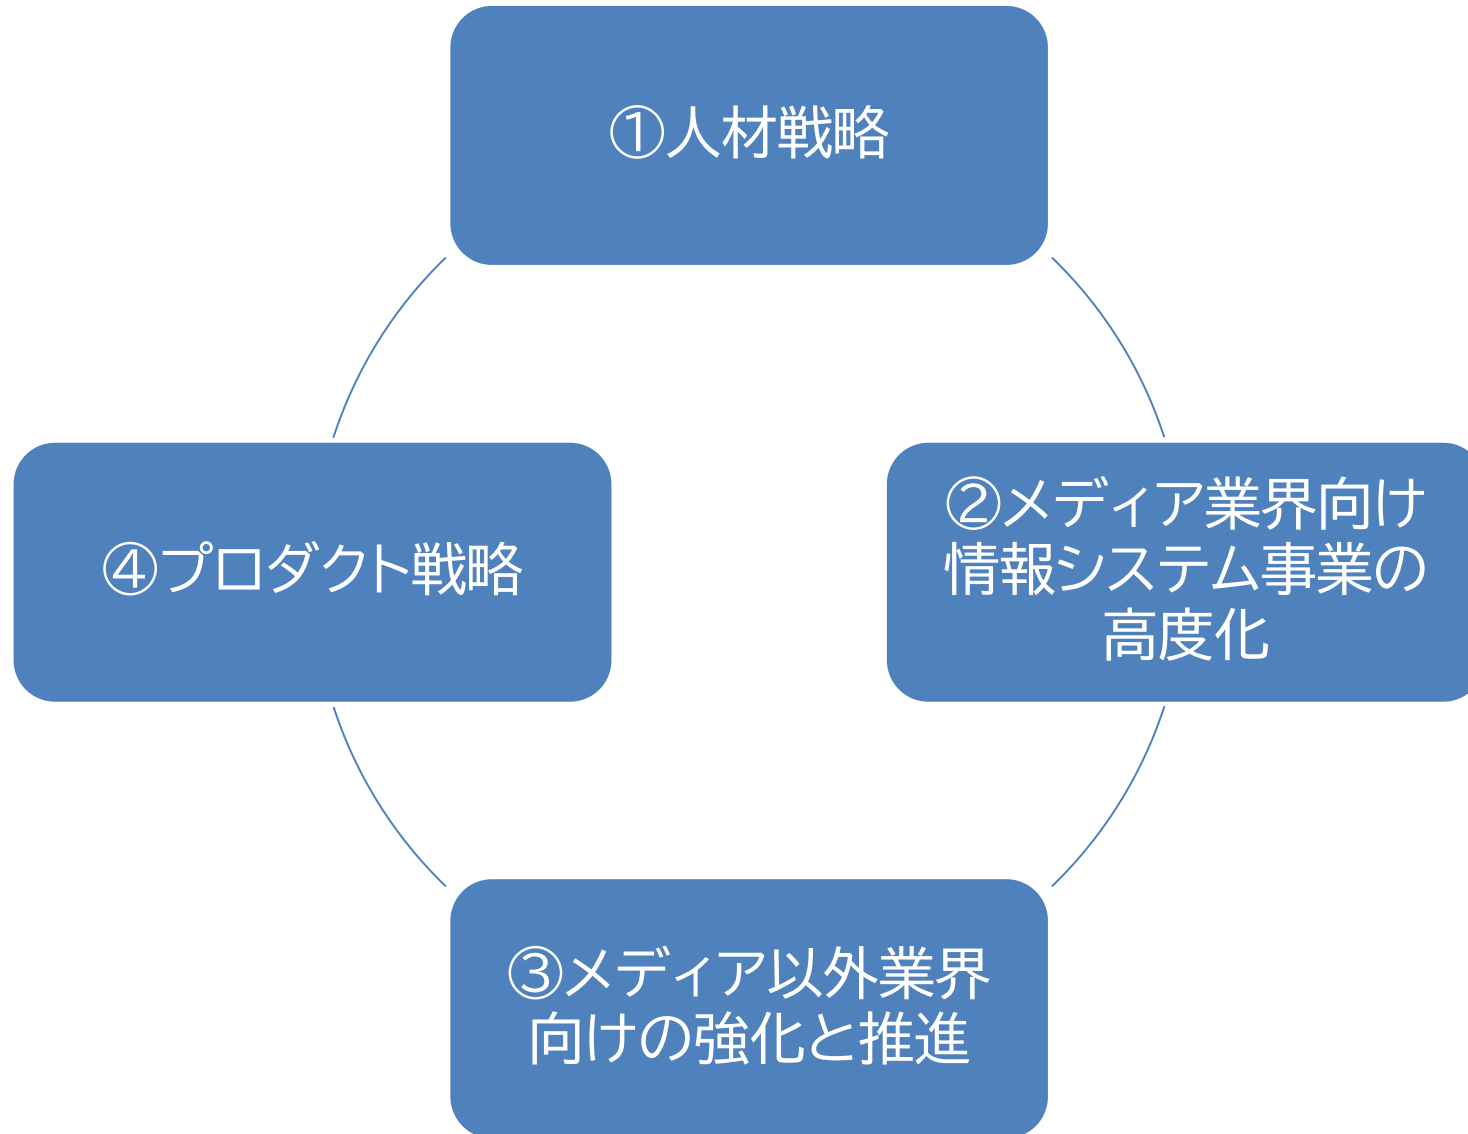 ①人材戦略
②メディア業界向け
情報システム事業の
高度化
③メディア以外業界
向けの強化と推進
④プロダクト戦略